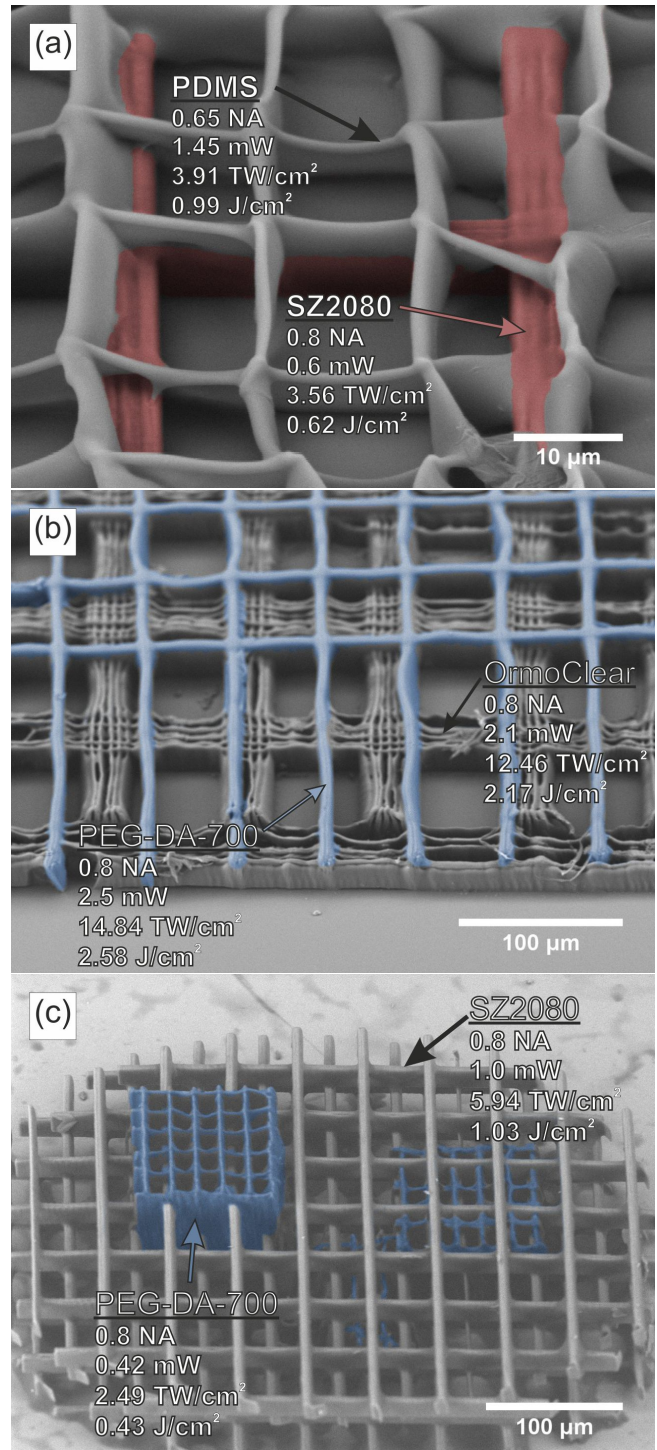 (a)
PDMS
0.65 NA
1.45 mW
3.91 TW/cm²
0.99 J/cm²
SZ2080
0.8 NA
0.6 mW
3.56 TW/cm²
0.62 J/cm²
10 µm
(b)
OrmoClear
0.8 NA
2.1 mW
12.46 TW/cm²
2.17 J/cm²
PEG-DA-700
0.8 NA
2.5 mW
14.84 TW/cm²
2.58 J/cm²
100 µm
(c)
SZ2080
0.8 NA
1.0 mW
5.94 TW/cm²
1.03 J/cm²
PEG-DA-700
0.8 NA
0.42 mW
2.49 TW/cm²
0.43 J/cm²
100 µm